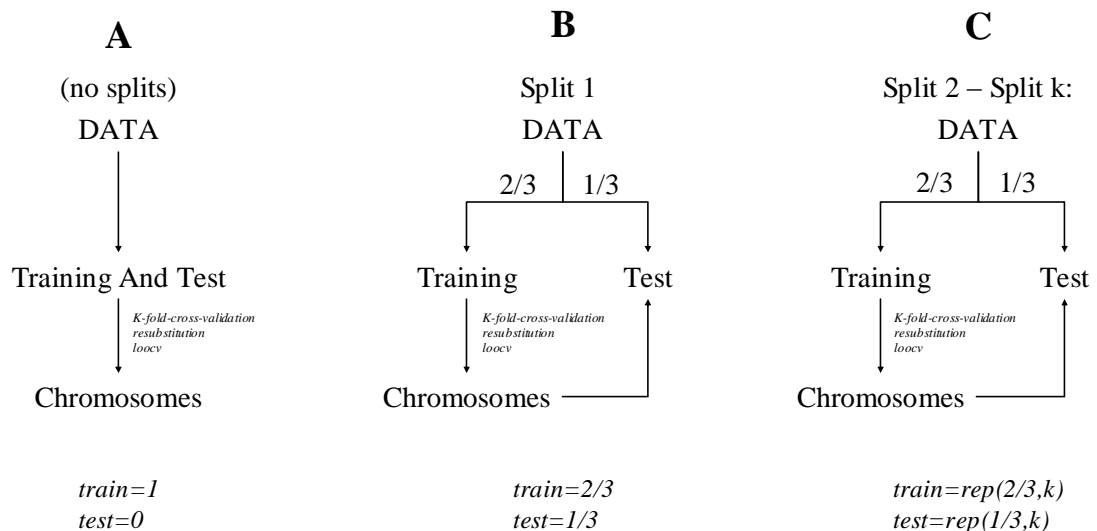 A
(no splits)
DATA
Training And Test
K-fold-cross-validation
resubstitution
loocv
Chromosomes
train=1
test=0
B
Split 1
DATA
2/3 1/3
Training Test
K-fold-cross-validation
resubstitution
loocv
Chromosomes
train=2/3
test=1/3
C
Split 2 – Split k:
DATA
2/3 1/3
Training Test
K-fold-cross-validation
resubstitution
loocv
Chromosomes
train=rep(2/3,k)
test=rep(1/3,k)